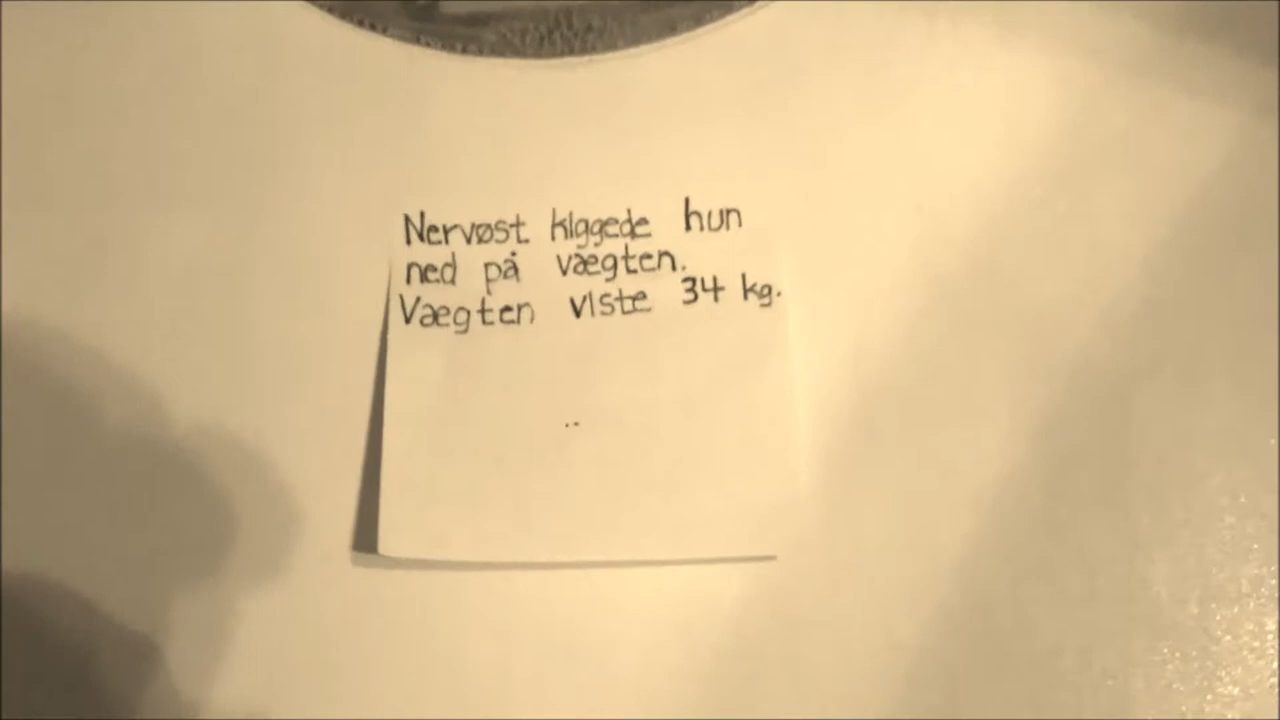 Nervøst kiggede hun
ned på vægten.
Vægten viste 34 kg.
..